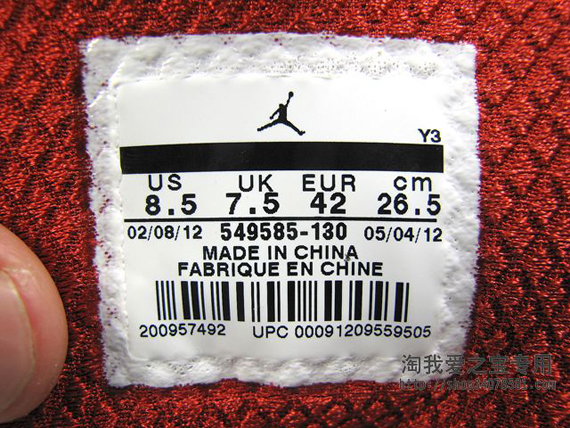 Y3
US UK EUR cm
8.5 7.5 42 26.5
02/08/12 549585-130 05/04/12
MADE IN CHINA
FABRIQUE EN CHINE
200957492 UPC 00091209559505
淘我爱之宝专用